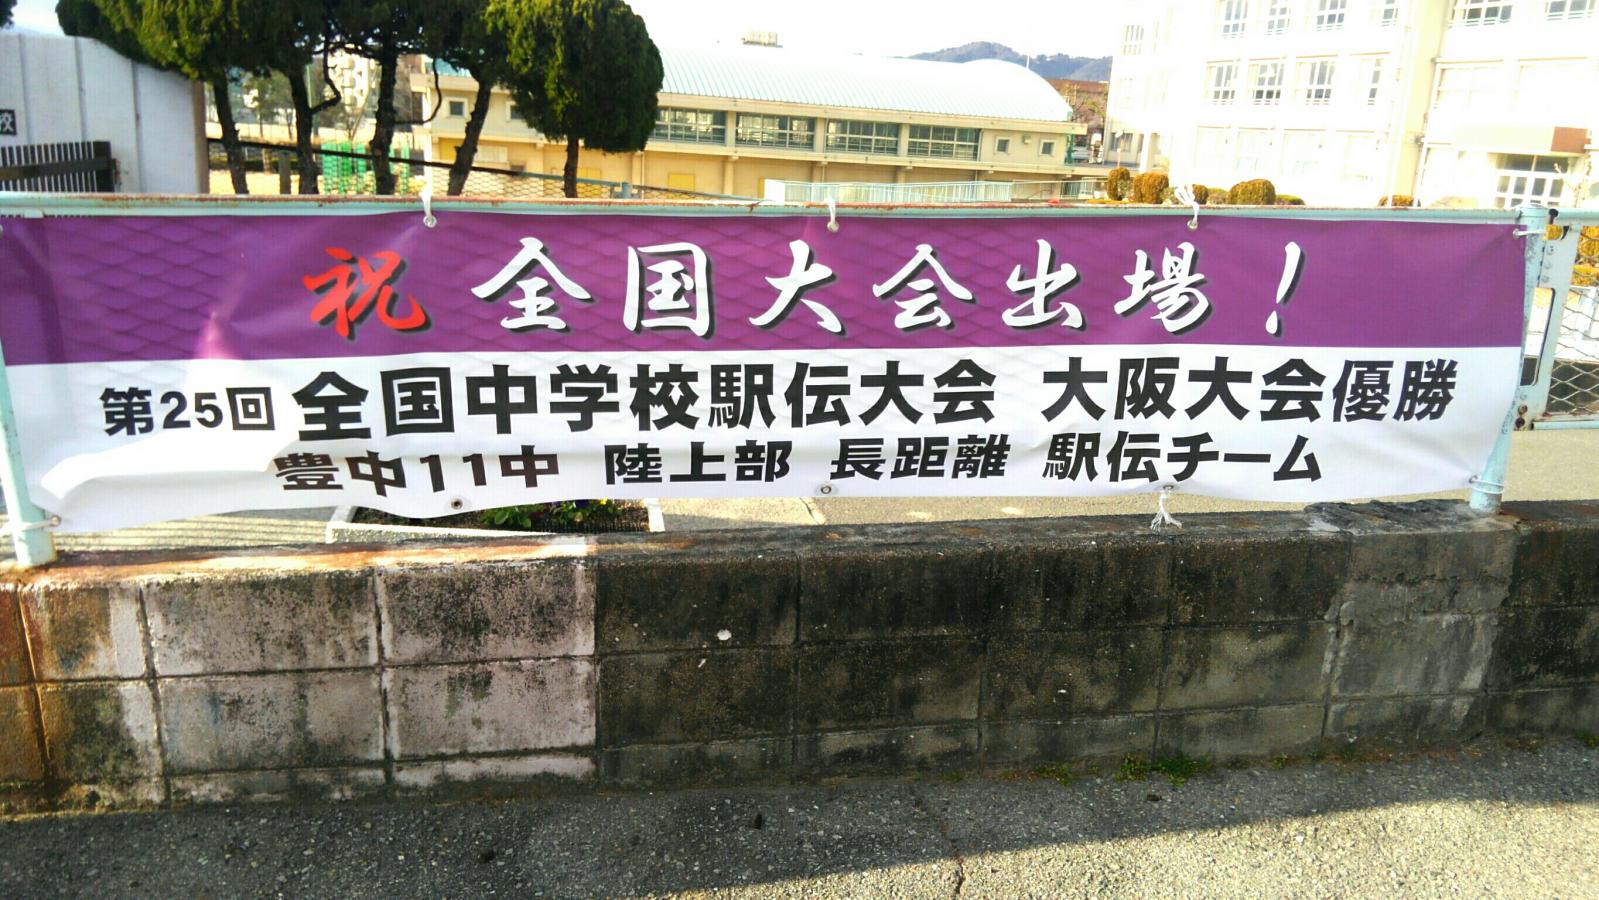 校
祝 全国大会出場！
第25回 全国中学校駅伝大会 大阪大会優勝
豊中11中 陸上部 長距離 駅伝チーム